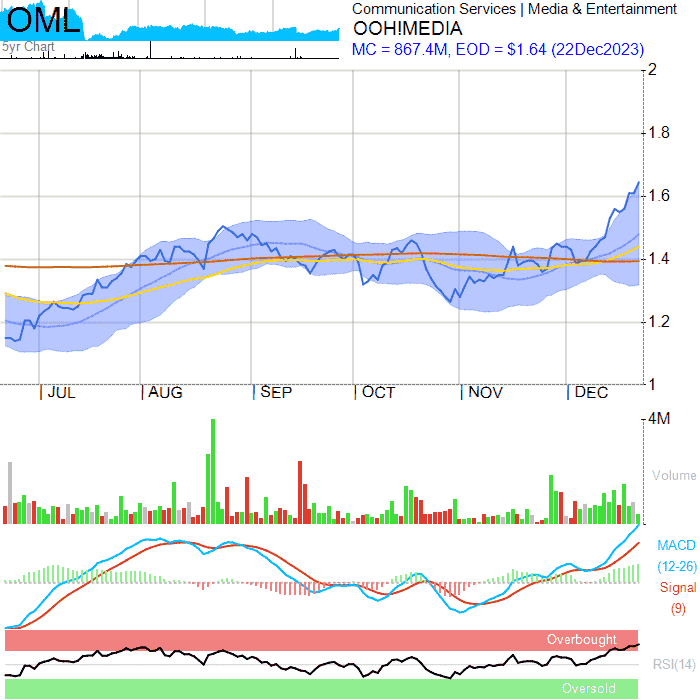 OML
5yr Chart
Communication Services | Media & Entertainment
OOH!MEDIA
MC = 867.4M, EOD = $1.64 (22Dec2023)
2
1.8
1.6
1.4
1.2
1
JUL AUG SEP OCT NOV DEC
4M
Volume
MACD
(12-26)
Signal
(9)
Overbought
RSI(14)
Oversold